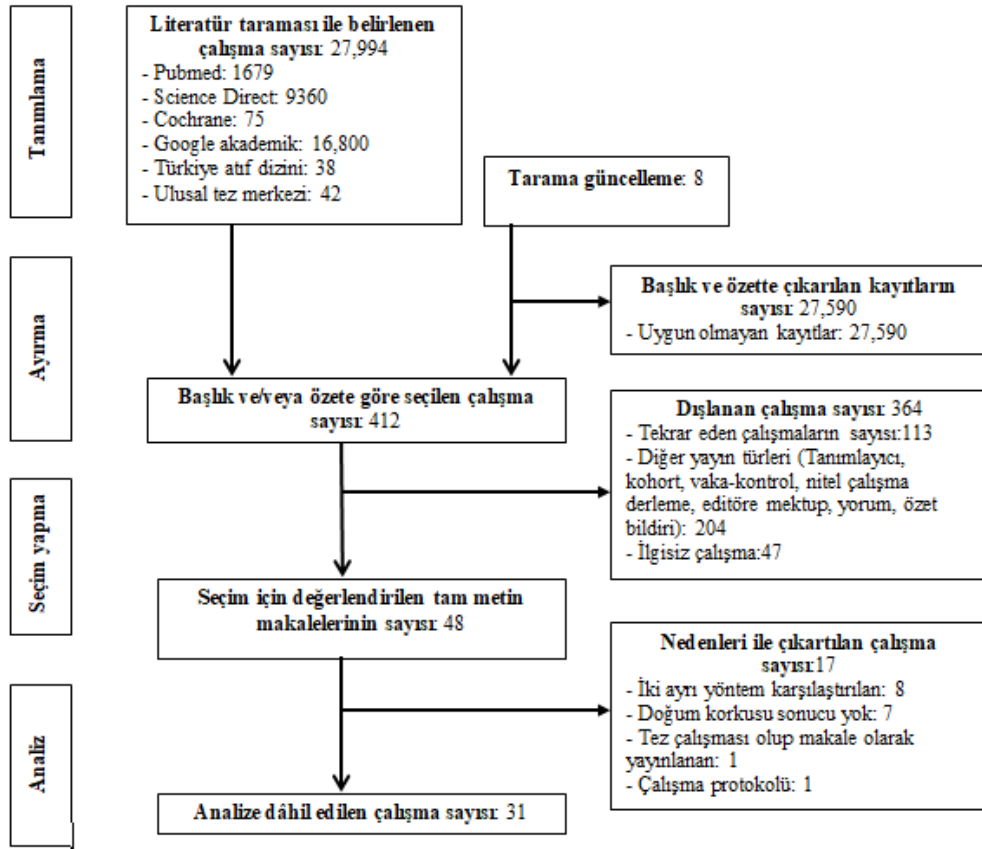 Tanımlama
Literatür taraması ile belirlenen
çalışma sayısı: 27,994
- Pubmed: 1679
- Science Direct: 9360
- Cochrane: 75
- Google akademik: 16,800
- Türkiye atıf dizini: 38
- Ulusal tez merkezi: 42
Tarama güncelleme: 8
Ayırma
Başlık ve özette çıkarılan kayıtların
sayısı: 27,590
- Uygun olmayan kayıtlar: 27,590
Başlık ve/veya özete göre seçilen çalışma
sayısı: 412
Dışlanan çalışma sayısı: 364
- Tekrar eden çalışmaların sayısı:113
- Diğer yayın türleri (Tanımlayıcı,
kohort, vaka-kontrol, nitel çalışma
derleme, editöre mektup, yorum, özet
bildiri): 204
- İlgisiz çalışma:47
Seçim yapma
Seçim için değerlendirilen tam metin
makalelerinin sayısı: 48
Nedenleri ile çıkartılan çalışma
sayısı:17
- İki ayrı yöntem karşılaştırılan: 8
- Doğum korkusu sonucu yok: 7
- Tez çalışması olup makale olarak
yayınlanan: 1
- Çalışma protokolü: 1
Analiz
Analize dâhil edilen çalışma sayısı: 31